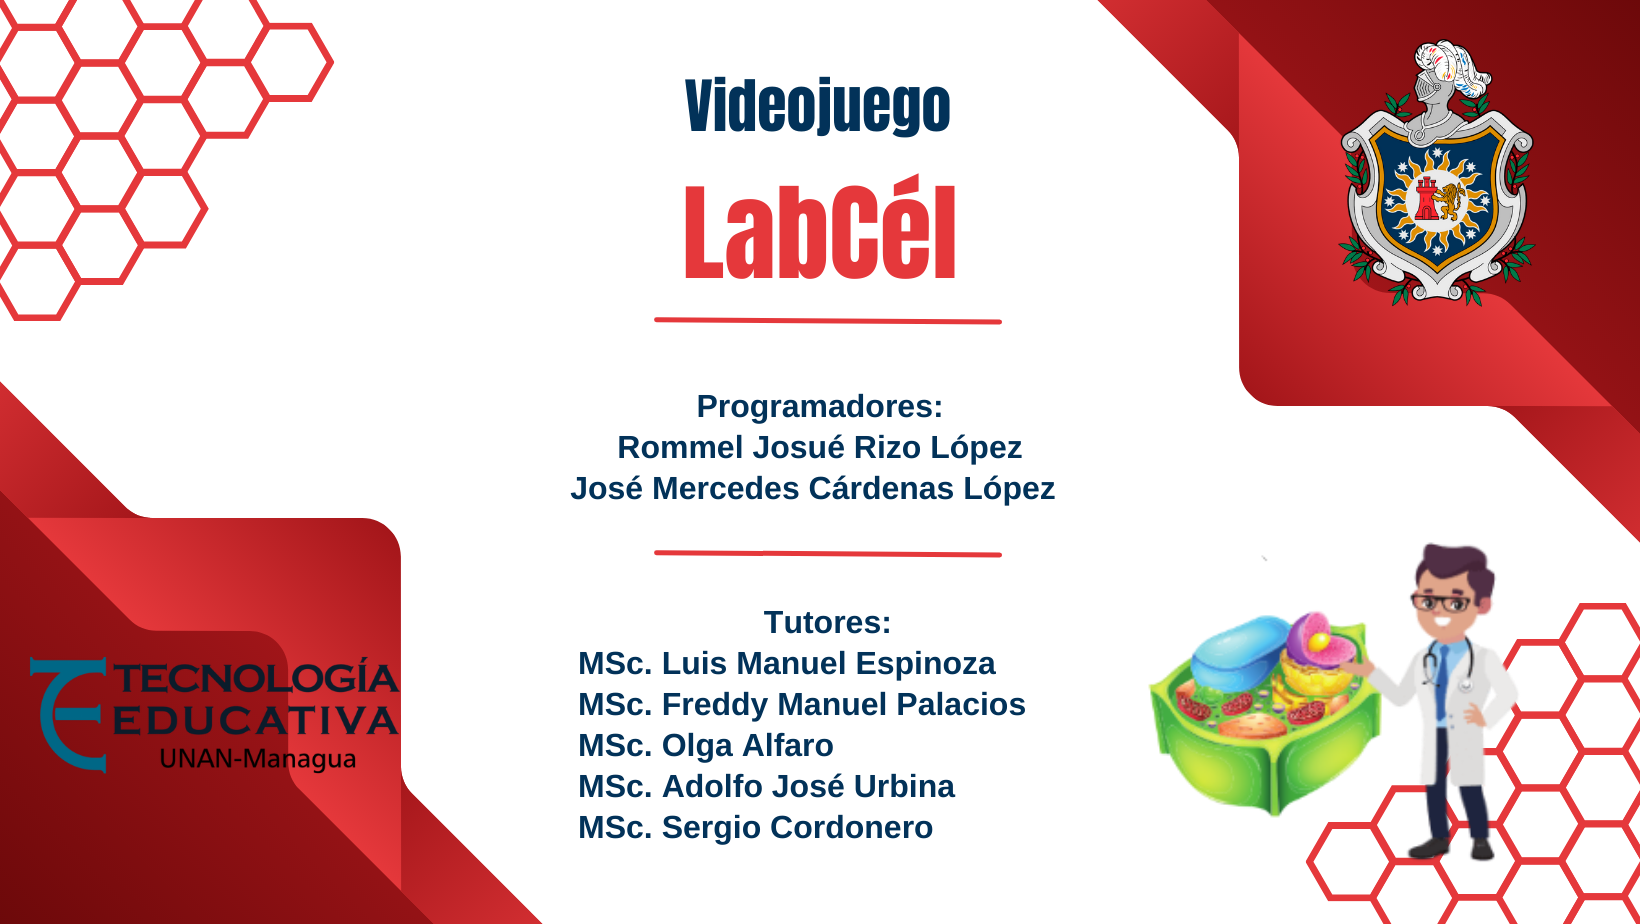 Videojuego
LabCél
Programadores:
Rommel Josué Rizo López
José Mercedes Cárdenas López
Tutores:
MSc. Luis Manuel Espinoza
MSc. Freddy Manuel Palacios
MSc. Olga Alfaro
MSc. Adolfo José Urbina
MSc. Sergio Cordonero
TECNOLOGÍA
EDUCATIVA
UNAN-Managua